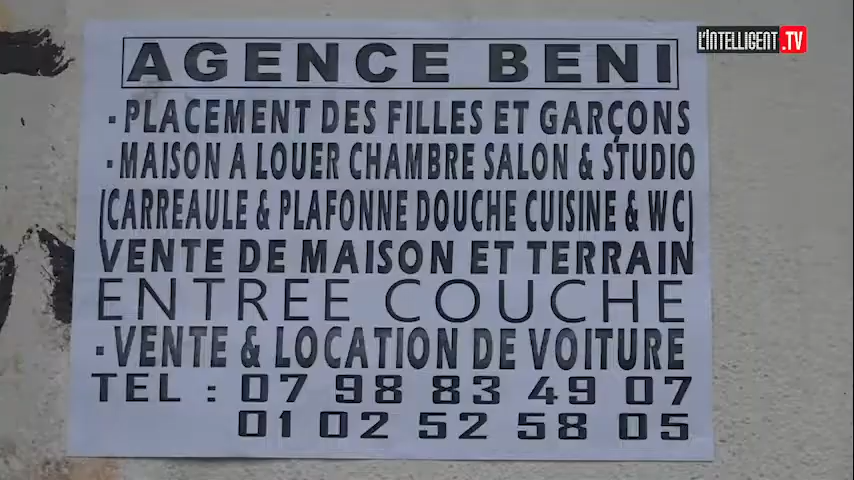 L'INTELLIGENT.TV
AGENCE BENI
- PLACEMENT DES FILLES ET GARÇONS
- MAISON A LOUER CHAMBRE SALON & STUDIO
(CARREAULE & PLAFONNE DOUCHE CUISINE & WC)
VENTE DE MAISON ET TERRAIN
ENTREE COUCHE
- VENTE & LOCATION DE VOITURE
TEL : 07 98 83 49 07
01 02 52 58 05